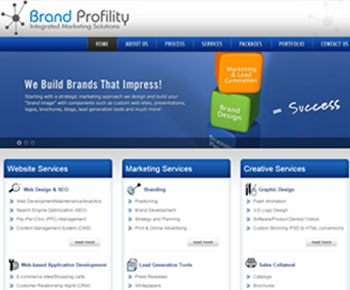 Brand Profility
Integrated Marketing Solutions
HOME ABOUT US PROCESS SERVICES PACKAGES PORTFOLIO CONTACT US
We Build Brands That Impress!
Starting with a strategic marketing approach we design and build your
"brand image" with components such as custom web sites, presentations,
logos, brochures, blogs, lead generation videos and much more!
Marketing
& Lead
Generation
Brand
Design
= Success
Website Services
Web Design & SEO
Web Development/Maintenance/Analytics
Search Engine Optimization (SEO)
Pay-Per-Click (PPC) Management
Content Management System (CMS)
read more
Web-based Application Development
E-commerce sites/Shopping carts
Customer Relationship Mgmt (CRM)
Marketing Services
Branding
Positioning
Brand Development
Strategy and Planning
Print & Online Advertising
read more
Lead Generation Tools
Press Releases
Whitepapers
Creative Services
Graphic Design
Flash Animation
3-D Logo Design
Software/Product Demos Videos
Custom Stunning PSD to HTML conversions
read more
Sales Collateral
Catalogs
Brochures